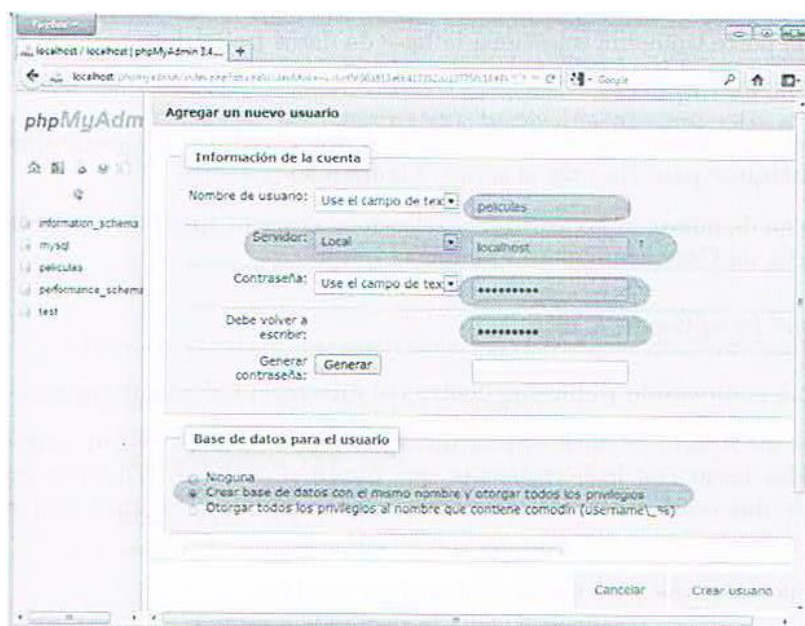 localhost / localhost | phpMyAdmin 3.4....
localhost
Google
phpMyAdm
information_schema
mysql
peliculas
performance_schema
test
Agregar un nuevo usuario
Información de la cuenta
Nombre de usuario: Use el campo de tex peliculas
Servidor: Local localhost
Contraseña: Use el campo de tex •••••••••
Debe volver a
escribir: •••••••••
Generar
contraseña: Generar
Base de datos para el usuario
Ninguna
Crear base de datos con el mismo nombre y otorgar todos los privilegios
Otorgar todos los privilegios al nombre que contiene comodín (username\_%)
Cancelar Crear usuario